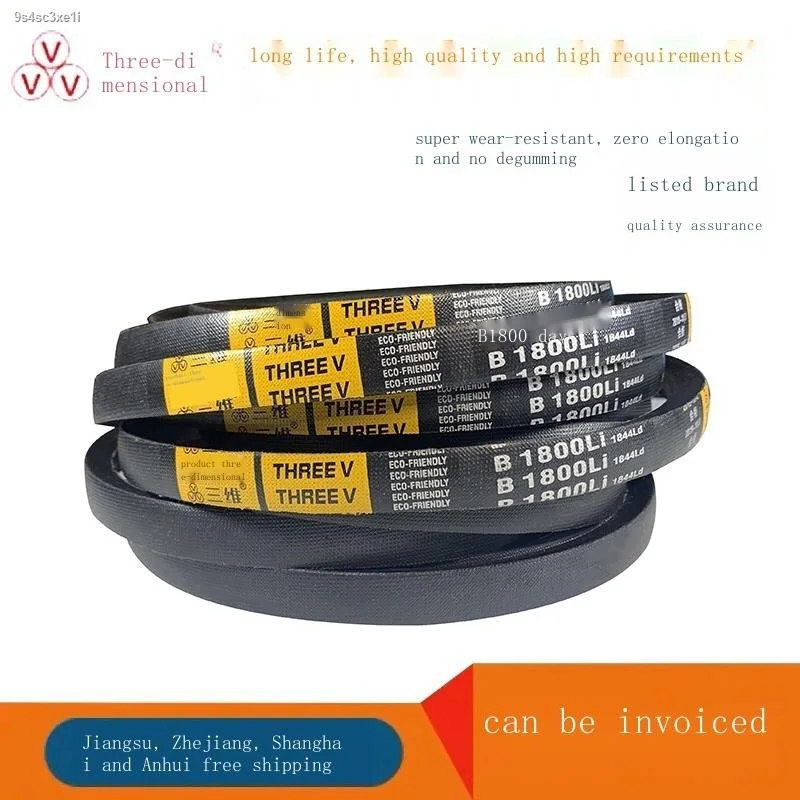 9s4sc3xe1i
V
V V
Three-di
mensional
long life, high quality and high requirements
super wear-resistant, zero elongatio
n and no degumming
listed brand
quality assurance
THREE V
ECO-FRIENDLY
B 1800Li
THREE V
ECO-FRIENDLY
B1800
三维®
THREE V
THREE V
ECO-FRIENDLY
ECO-FRIENDLY
ECO-FRIENDLY
ECO-FRIENDLY
B 1800Li 1844Ld
THREE V
ECO-FRIENDLY
ECO-FRIENDLY
B 1800Li 1844Ld
product thre
e-dimensional
三维®
THREE V
THREE V
ECO-FRIENDLY
ECO-FRIENDLY
ECO-FRIENDLY
ECO-FRIENDLY
B 1800Li 1844Ld
B 1800Li 1844Ld
can be invoiced
Jiangsu, Zhejiang, Shangha
i and Anhui free shipping